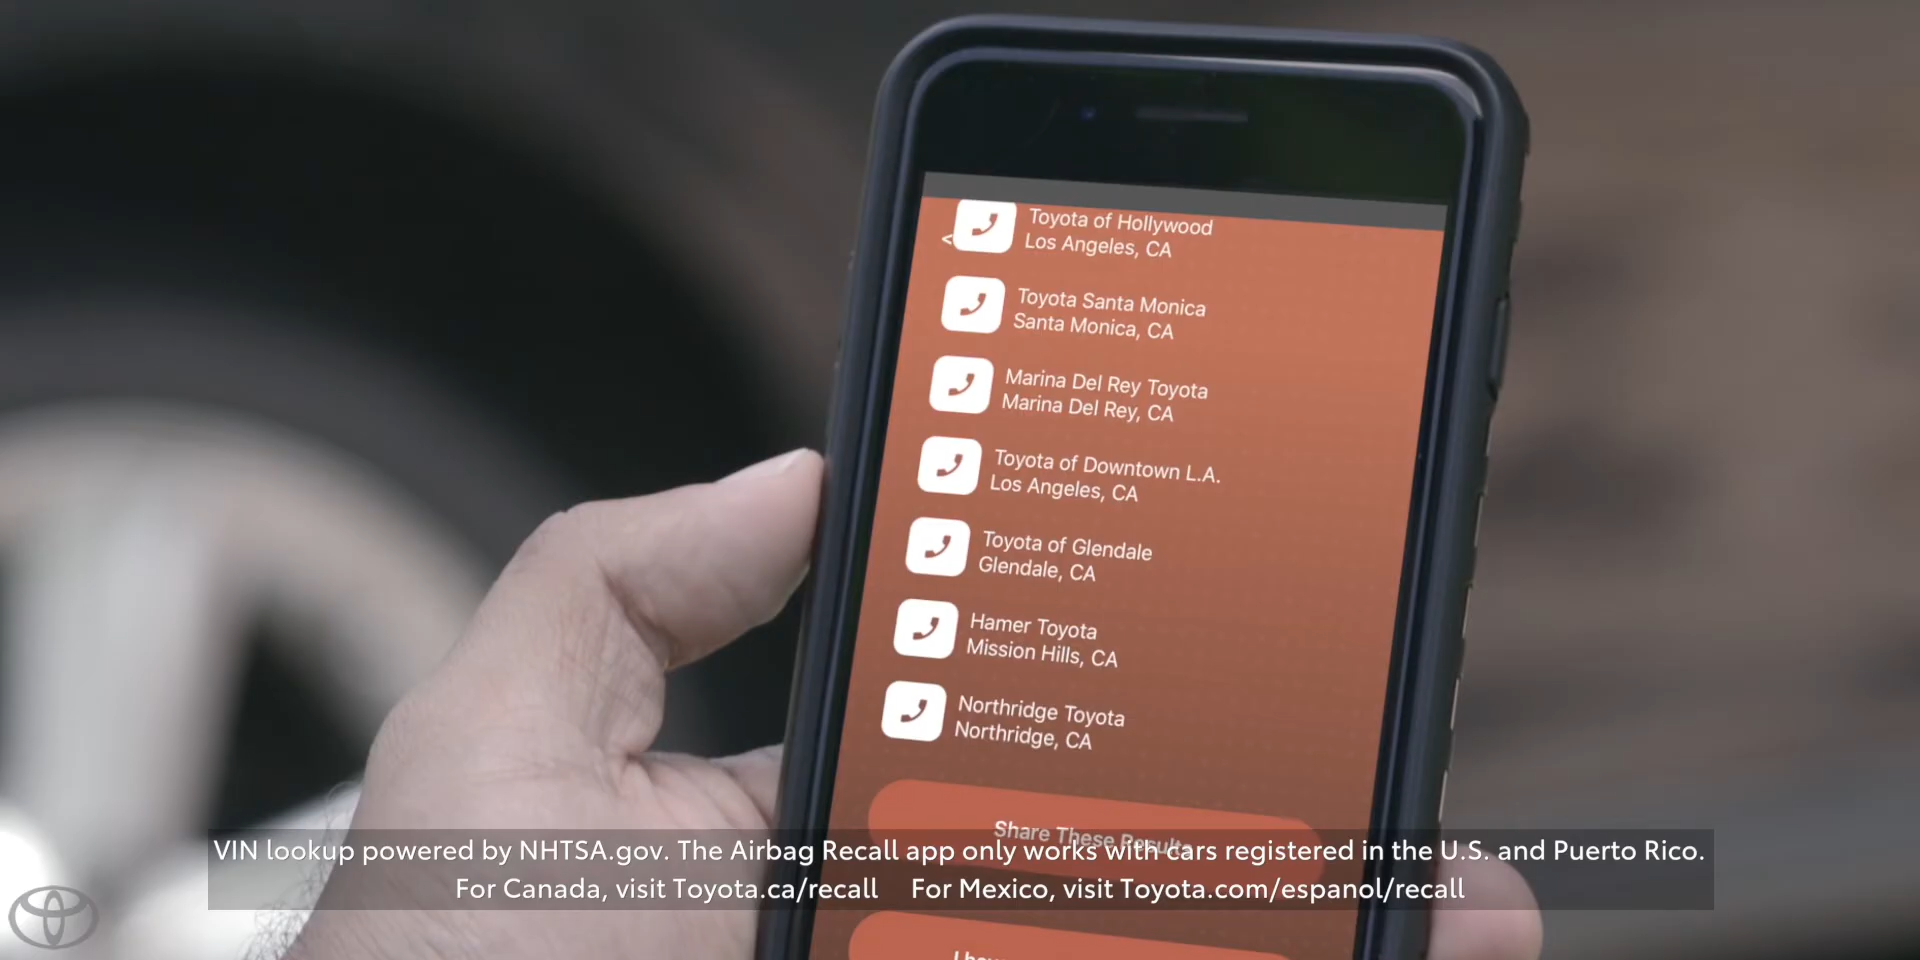 <
Toyota of Hollywood
Los Angeles, CA
Toyota Santa Monica
Santa Monica, CA
Marina Del Rey Toyota
Marina Del Rey, CA
Toyota of Downtown L.A.
Los Angeles, CA
Toyota of Glendale
Glendale, CA
Hamer Toyota
Mission Hills, CA
Northridge Toyota
Northridge, CA
Share These Results
VIN lookup powered by NHTSA.gov. The Airbag Recall app only works with cars registered in the U.S. and Puerto Rico.
For Canada, visit Toyota.ca/recall For Mexico, visit Toyota.com/espanol/recall